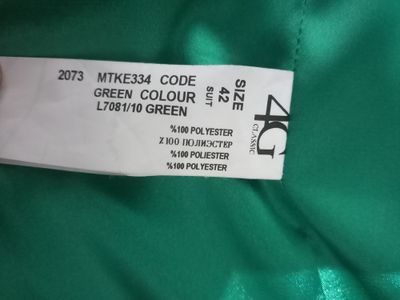 2073 MTKE334 CODE
GREEN COLOUR
L7081/10 GREEN
%100 POLYESTER
%100 ПОЛИЭСТЕР
%100 POLIESTER
%100 POLYESTER
SIZE
42
SUIT
4G
CLASSIC